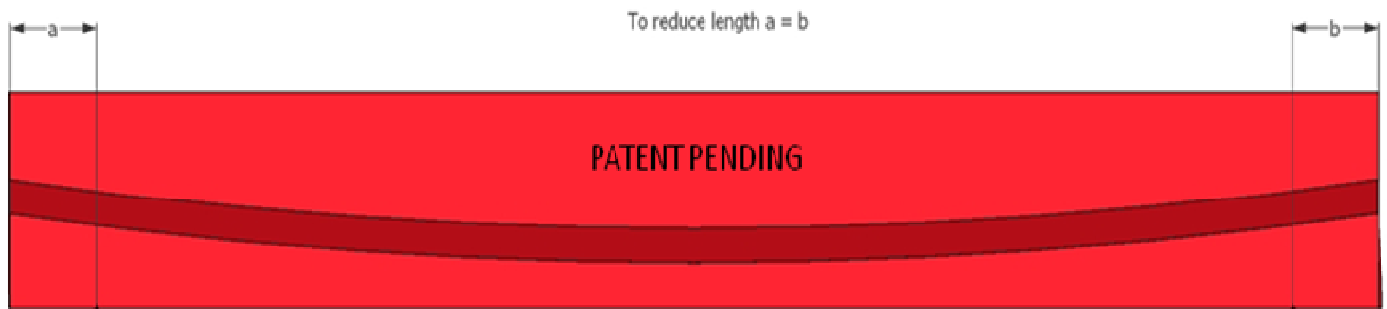 To reduce length a = b
a
b
PATENT PENDING